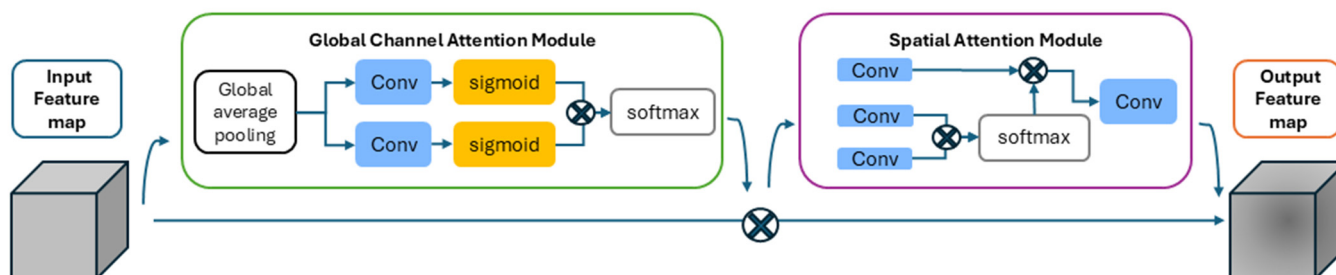 Input
Feature
map
Global Channel Attention Module
Global
average
pooling
Conv
sigmoid
Conv
sigmoid
softmax
Spatial Attention Module
Conv
Conv
Conv
softmax
Conv
Output
Feature
map